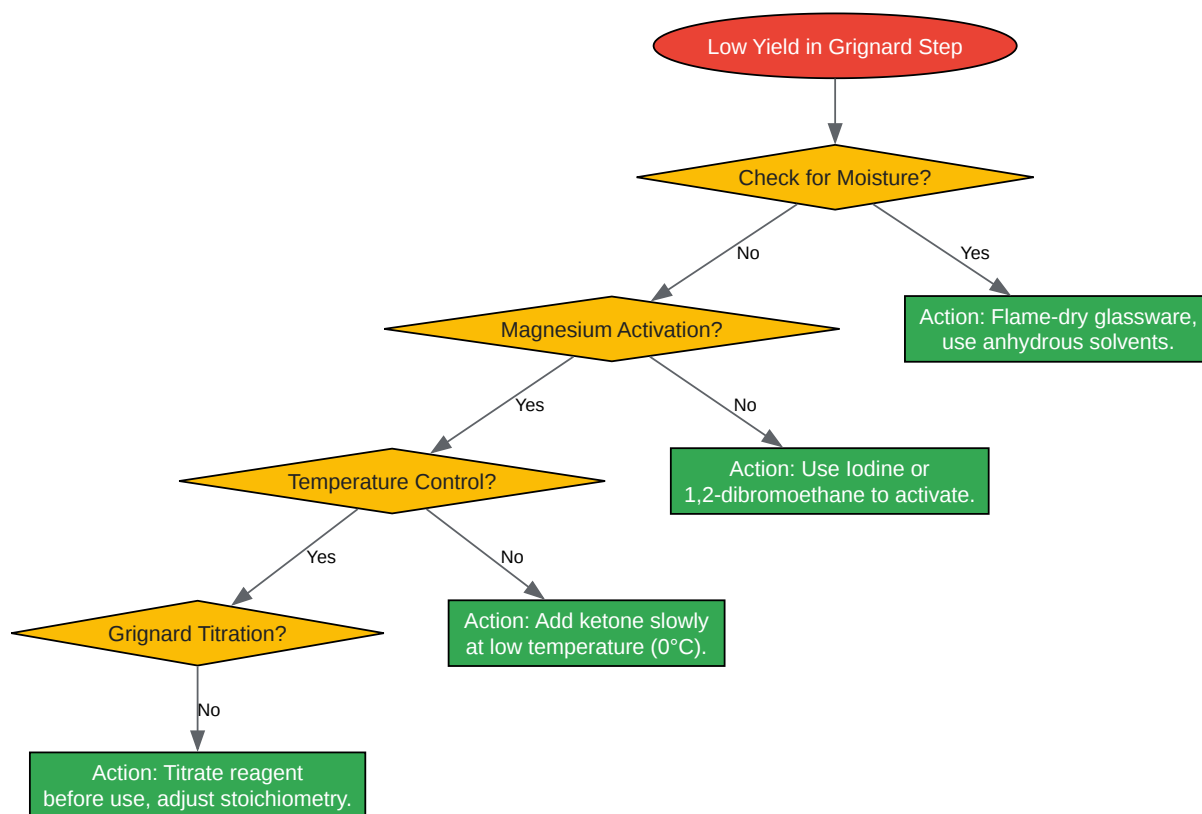 Low Yield in Grignard Step
Check for Moisture?
No
Yes
Action: Flame-dry glassware,
use anhydrous solvents.
Magnesium Activation?
Yes
No
Action: Use Iodine or
1,2-dibromoethane to activate.
Temperature Control?
Yes
No
Action: Add ketone slowly
at low temperature (0°C).
Grignard Titration?
No
Action: Titrate reagent
before use, adjust stoichiometry.